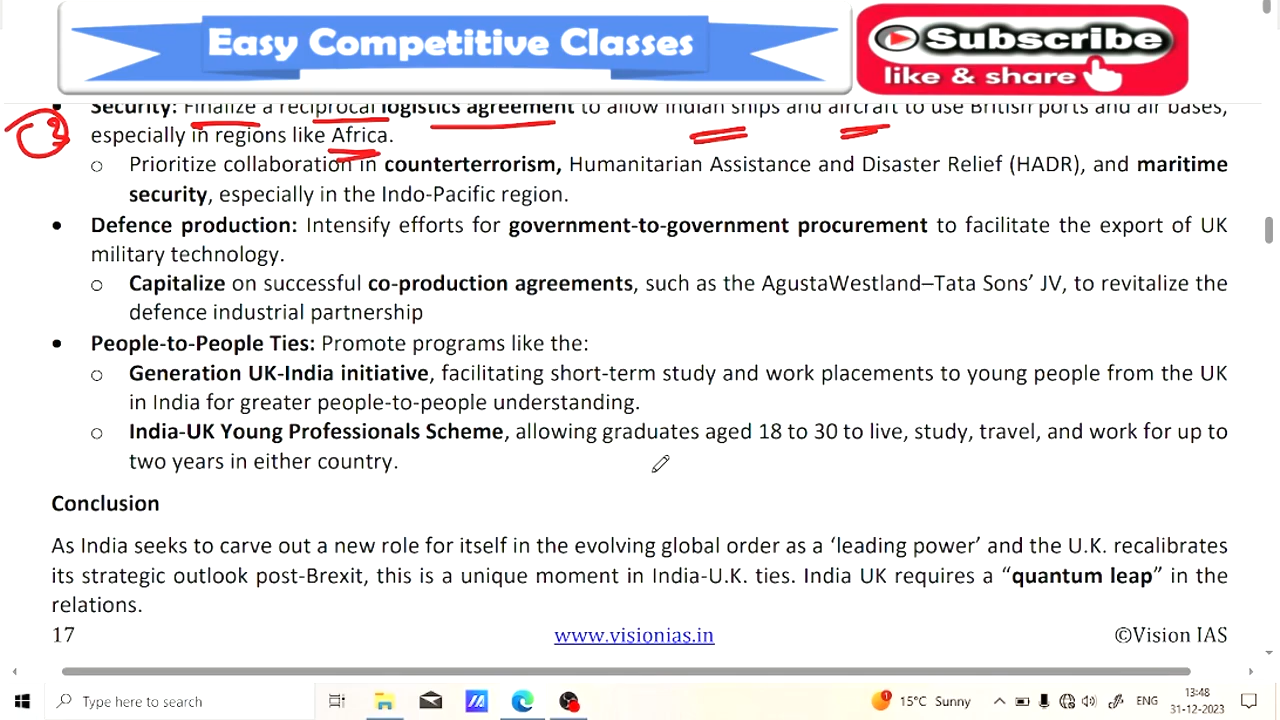 Easy Competitive Classes
Subscribe
like & share
• Security: Finalize a reciprocal logistics agreement to allow Indian ships and aircraft to use British ports and air bases,
especially in regions like Africa.
o Prioritize collaboration in counterterrorism, Humanitarian Assistance and Disaster Relief (HADR), and maritime
security, especially in the Indo-Pacific region.
• Defence production: Intensify efforts for government-to-government procurement to facilitate the export of UK
military technology.
o Capitalize on successful co-production agreements, such as the AgustaWestland–Tata Sons’ JV, to revitalize the
defence industrial partnership
• People-to-People Ties: Promote programs like the:
o Generation UK-India initiative, facilitating short-term study and work placements to young people from the UK
in India for greater people-to-people understanding.
o India-UK Young Professionals Scheme, allowing graduates aged 18 to 30 to live, study, travel, and work for up to
two years in either country.
Conclusion
As India seeks to carve out a new role for itself in the evolving global order as a ‘leading power’ and the U.K. recalibrates
its strategic outlook post-Brexit, this is a unique moment in India-U.K. ties. India UK requires a “quantum leap” in the
relations.
17 www.visionias.in ©Vision IAS
Type here to search 1 15°C Sunny ENG 13:48
31-12-2023